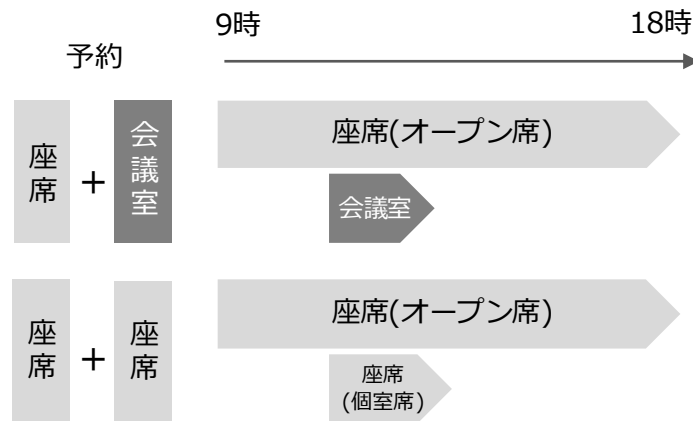 9時
18時
予約
座席
+
会議室
座席(オープン席)
会議室
座席
+
座席
座席(オープン席)
座席
(個室席)